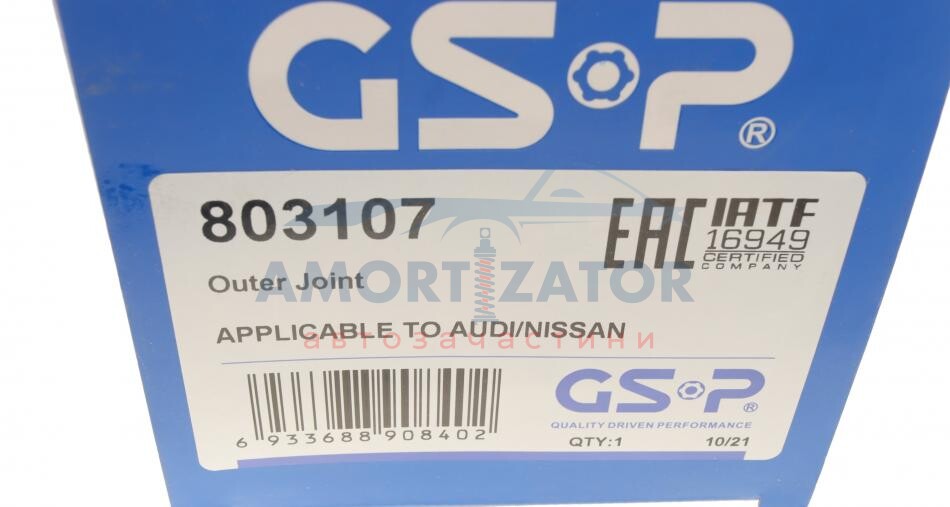 GSP®
803107
EAC
IATF
16949
CERTIFIED
COMPANY
Outer Joint
AMORTIZATOR
APPLICABLE TO AUDI/NISSAN
автозачастини
GSP®
QUALITY DRIVEN PERFORMANCE
6 933688 908402
QTY:1 10/21